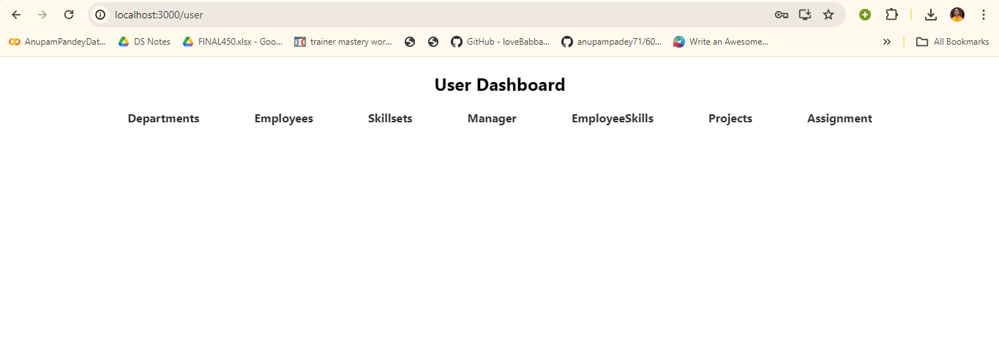 localhost:3000/user
AnupamPandeyDat... DS Notes FINAL450.xlsx - Goo... trainer mastery wor... GitHub - loveBabba... anupampadey71/60... Write an Awesome... » All Bookmarks
User Dashboard
Departments Employees Skillsets Manager EmployeeSkills Projects Assignment